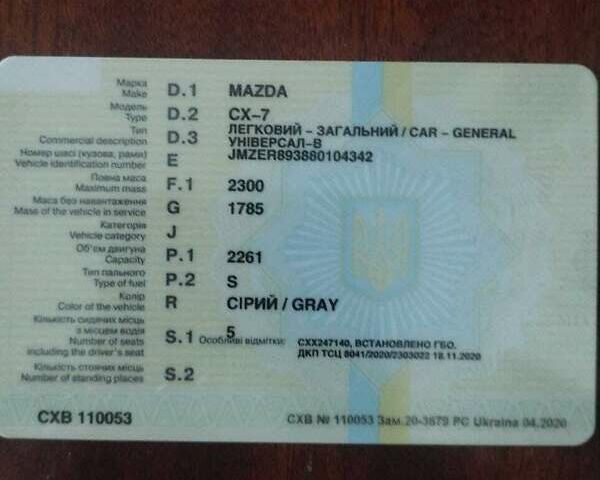 Марка
Make D.1 MAZDA
Модель
Type D.2 CX-7
Тип
Commercial description D.3 ЛЕГКОВИЙ – ЗАГАЛЬНИЙ / CAR – GENERAL
УНІВЕРСАЛ-В
Номер шасі (кузова, рами)
Vehicle identification number E JMZER893880104342
Повна маса
Maximum mass F.1 2300
Маса без навантаження
Mass of the vehicle in service G 1785
Категорія
Vehicle category J
Об'єм двигуна
Capacity P.1 2261
Тип пального
Type of fuel P.2 S
Колір
Color of the vehicle R СІРИЙ / GRAY
Кількість сидячих місць
з місцем водія
Number of seats
including the driver's seat S.1 5
Особливі відмітки: СХХ247140, ВСТАНОВЛЕНО ГБО.
ДКП ТСЦ 8041/2020/2303022 18.11.2020
Кількість стоячих місць
Number of standing places S.2
СХВ 110053
СХВ № 110053 Зам.20-3679 PC Ukraina 04.2020